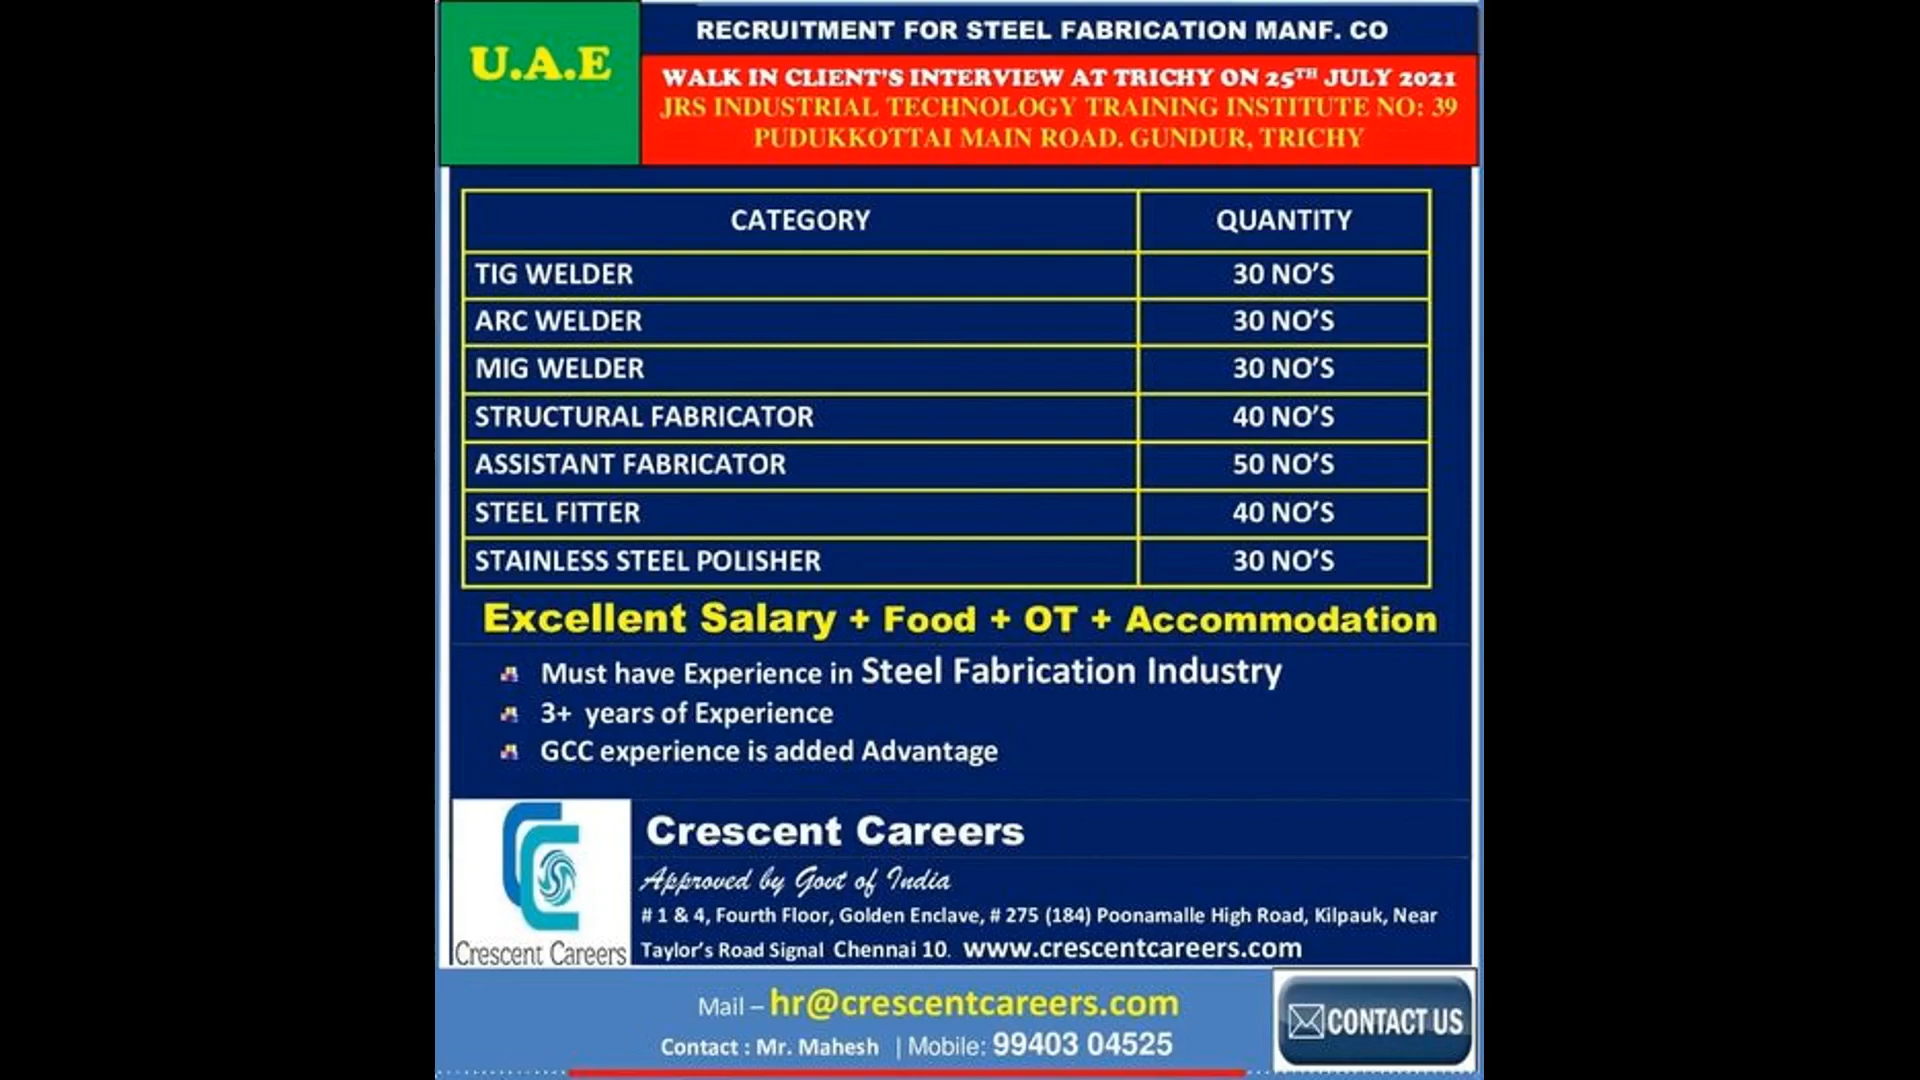 U.A.E
RECRUITMENT FOR STEEL FABRICATION MANF. CO
WALK IN CLIENT'S INTERVIEW AT TRICHY ON 25TH JULY 2021
JRS INDUSTRIAL TECHNOLOGY TRAINING INSTITUTE NO: 39
PUDUKKOTTAI MAIN ROAD. GUNDUR, TRICHY
CATEGORY QUANTITY
TIG WELDER 30 NO'S
ARC WELDER 30 NO'S
MIG WELDER 30 NO'S
STRUCTURAL FABRICATOR 40 NO'S
ASSISTANT FABRICATOR 50 NO'S
STEEL FITTER 40 NO'S
STAINLESS STEEL POLISHER 30 NO'S
Excellent Salary + Food + OT + Accommodation
Must have Experience in Steel Fabrication Industry
3+ years of Experience
GCC experience is added Advantage
Crescent Careers
Crescent Careers
Approved by Govt of India
# 1 & 4, Fourth Floor, Golden Enclave, # 275 (184) Poonamalle High Road, Kilpauk, Near
Taylor's Road Signal Chennai 10. www.crescentcareers.com
Mail – hr@crescentcareers.com
Contact : Mr. Mahesh | Mobile: 99403 04525
CONTACT US